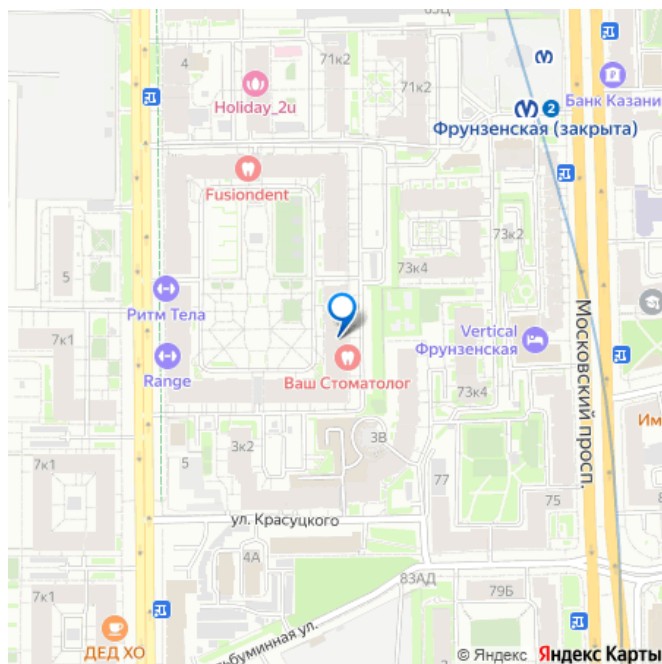 4
71к2
Holiday_2u
71к2
Банк Казани
2
Фрунзенская (закрыта)
Fusiondent
73к2
5
73к4
Ритм Тела
Московский просп.
7к1
Vertical
Фрунзенская
Range
Ваш Стоматолог
73к4
Им
3к2
3В
5
7к1
77
75
ул. Красуцкого
4А
83АД
79Б
7к1
ьбуминная ул.
ДЕД ХО
© Яндекс Яндекс Карты